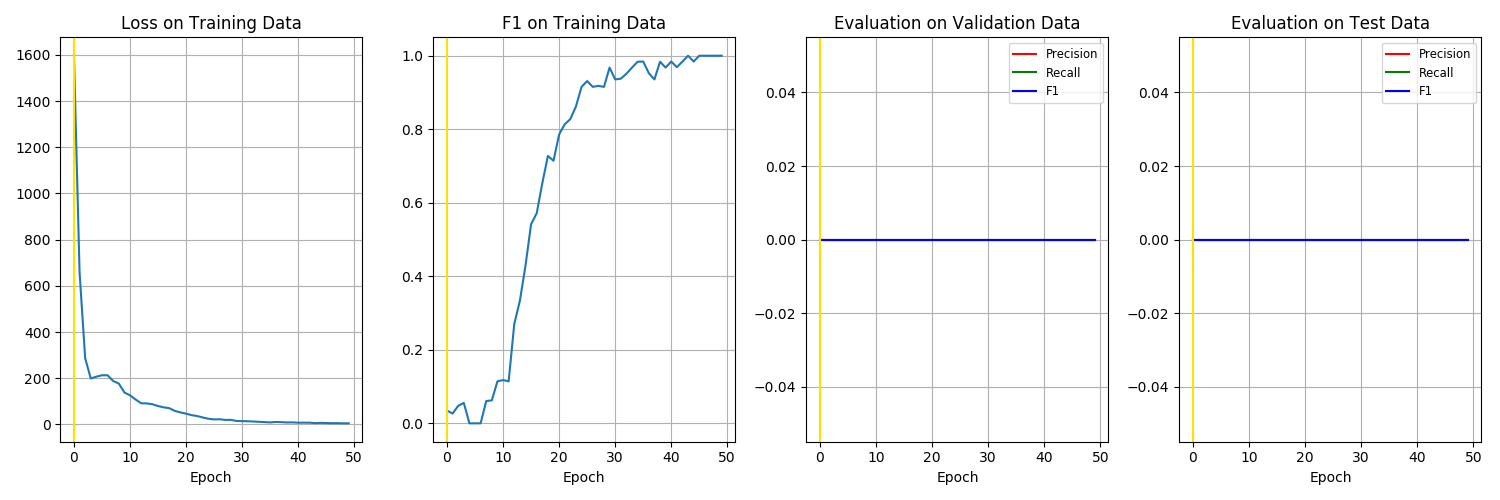 Loss on Training Data
1600
1400
1200
1000
800
600
400
200
0
0 10 20 30 40 50
Epoch
F1 on Training Data
1.0
0.8
0.6
0.4
0.2
0.0
0 10 20 30 40 50
Epoch
Evaluation on Validation Data
Precision
Recall
F1
0.04
0.02
0.00
−0.02
−0.04
0 10 20 30 40 50
Epoch
Evaluation on Test Data
Precision
Recall
F1
0.04
0.02
0.00
−0.02
−0.04
0 10 20 30 40 50
Epoch